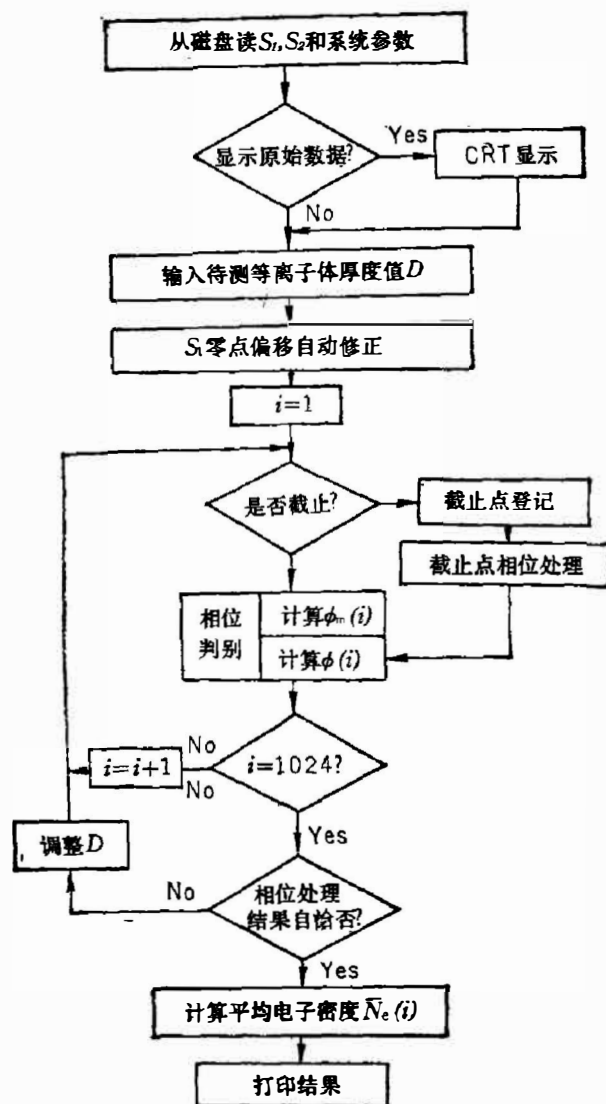 从磁盘读S₁,S₂和系统参数
显示原始数据?
Yes
CRT显示
No
输入待测等离子体厚度值D
S₁零点偏移自动修正
i=1
是否截止?
截止点登记
截止点相位处理
相位
判别
计算ϕₘ(i)
计算ϕ(i)
i=1024?
No
No
i=i+1
Yes
调整D
No
相位处理
结果自恰否?
Yes
计算平均电子密度N̄e(i)
打印结果